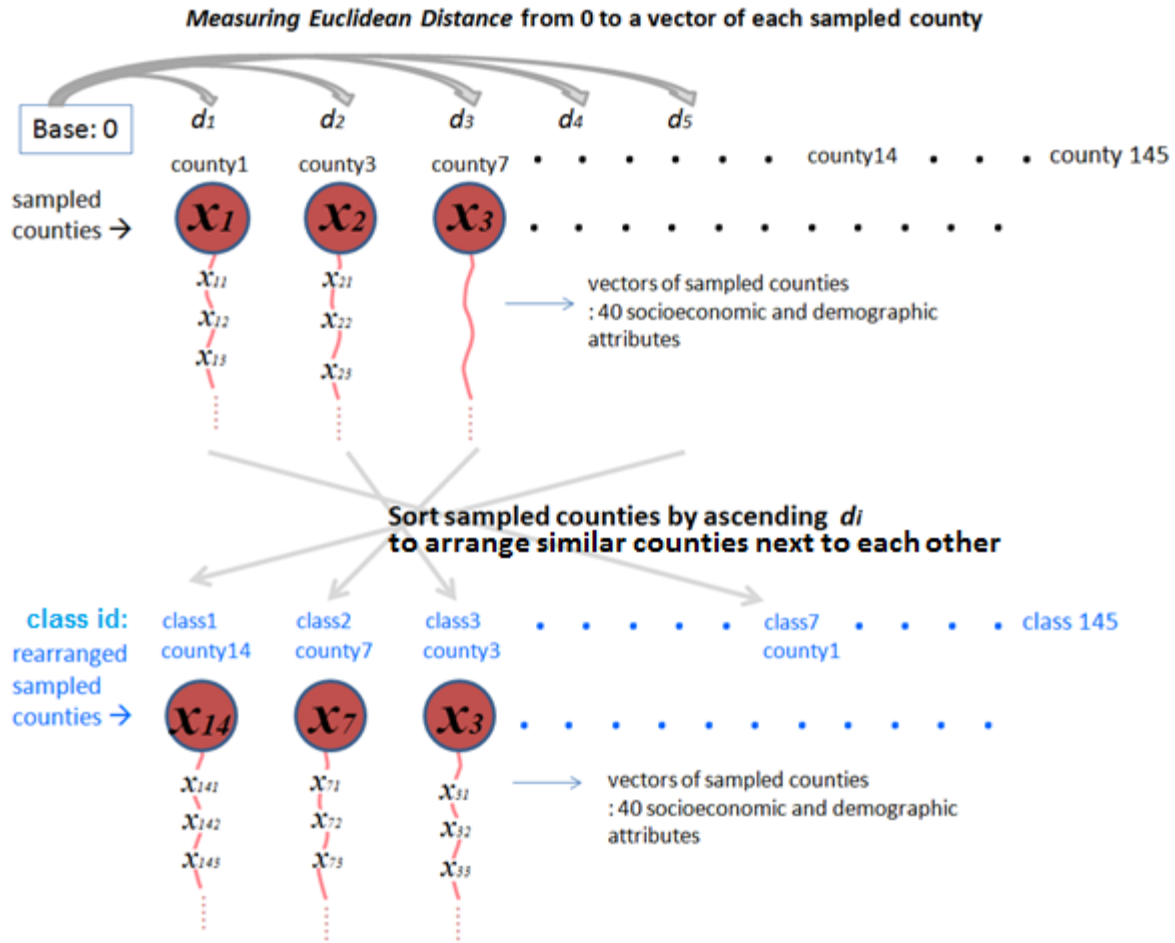 Measuring Euclidean Distance from 0 to a vector of each sampled county
Base: 0
d1 d2 d3 d4 d5
county1 county3 county7 . . . . . . county14 . . . county 145
sampled
counties →
x1 x2 x3 . . . . . . . . . . .
x11 x21
x12 x22
x13 x23
vectors of sampled counties
: 40 socioeconomic and demographic
attributes
Sort sampled counties by ascending di
to arrange similar counties next to each other
class id: class1 class2 class3 . . . . . class7 . . . . class 145
rearranged county14 county7 county3 county1
sampled
counties →
x14 x7 x3 . . . . . . . . . . .
x141 x71 x31
x142 x72 x32
x143 x73 x33
vectors of sampled counties
: 40 socioeconomic and demographic
attributes